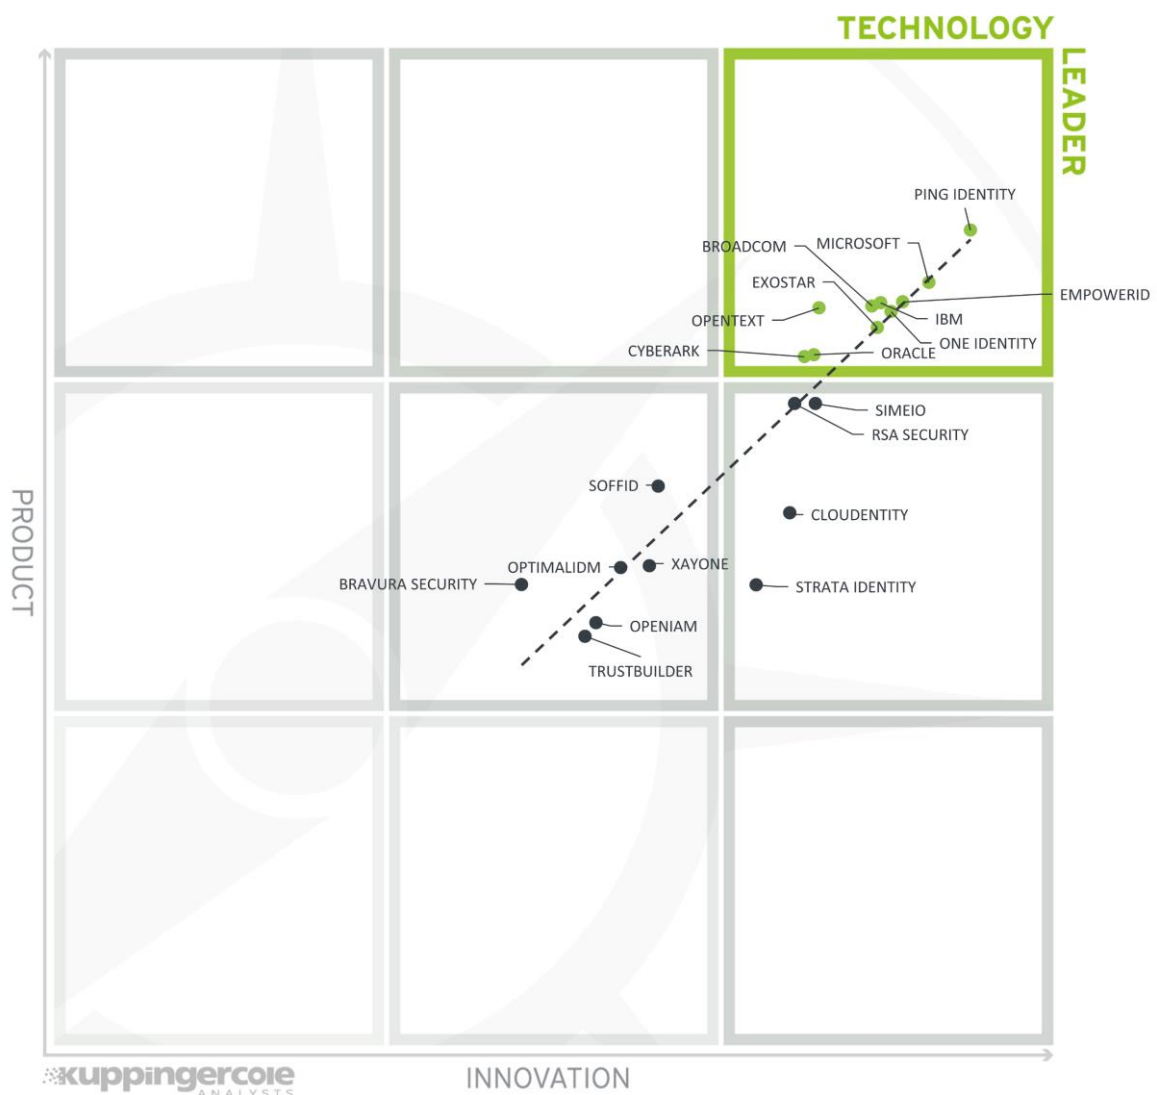 TECHNOLOGY
LEADER
PING IDENTITY
BROADCOM
MICROSOFT
EXOSTAR
EMPOWERID
OPENTEXT
IBM
ONE IDENTITY
CYBERARK
ORACLE
SIMEIO
RSA SECURITY
SOFFID
CLOUDENTITY
OPTIMALIDM
XAYONE
BRAVURA SECURITY
STRATA IDENTITY
OPENIAM
TRUSTBUILDER
PRODUCT
kuppingercole
ANALYSTS
INNOVATION